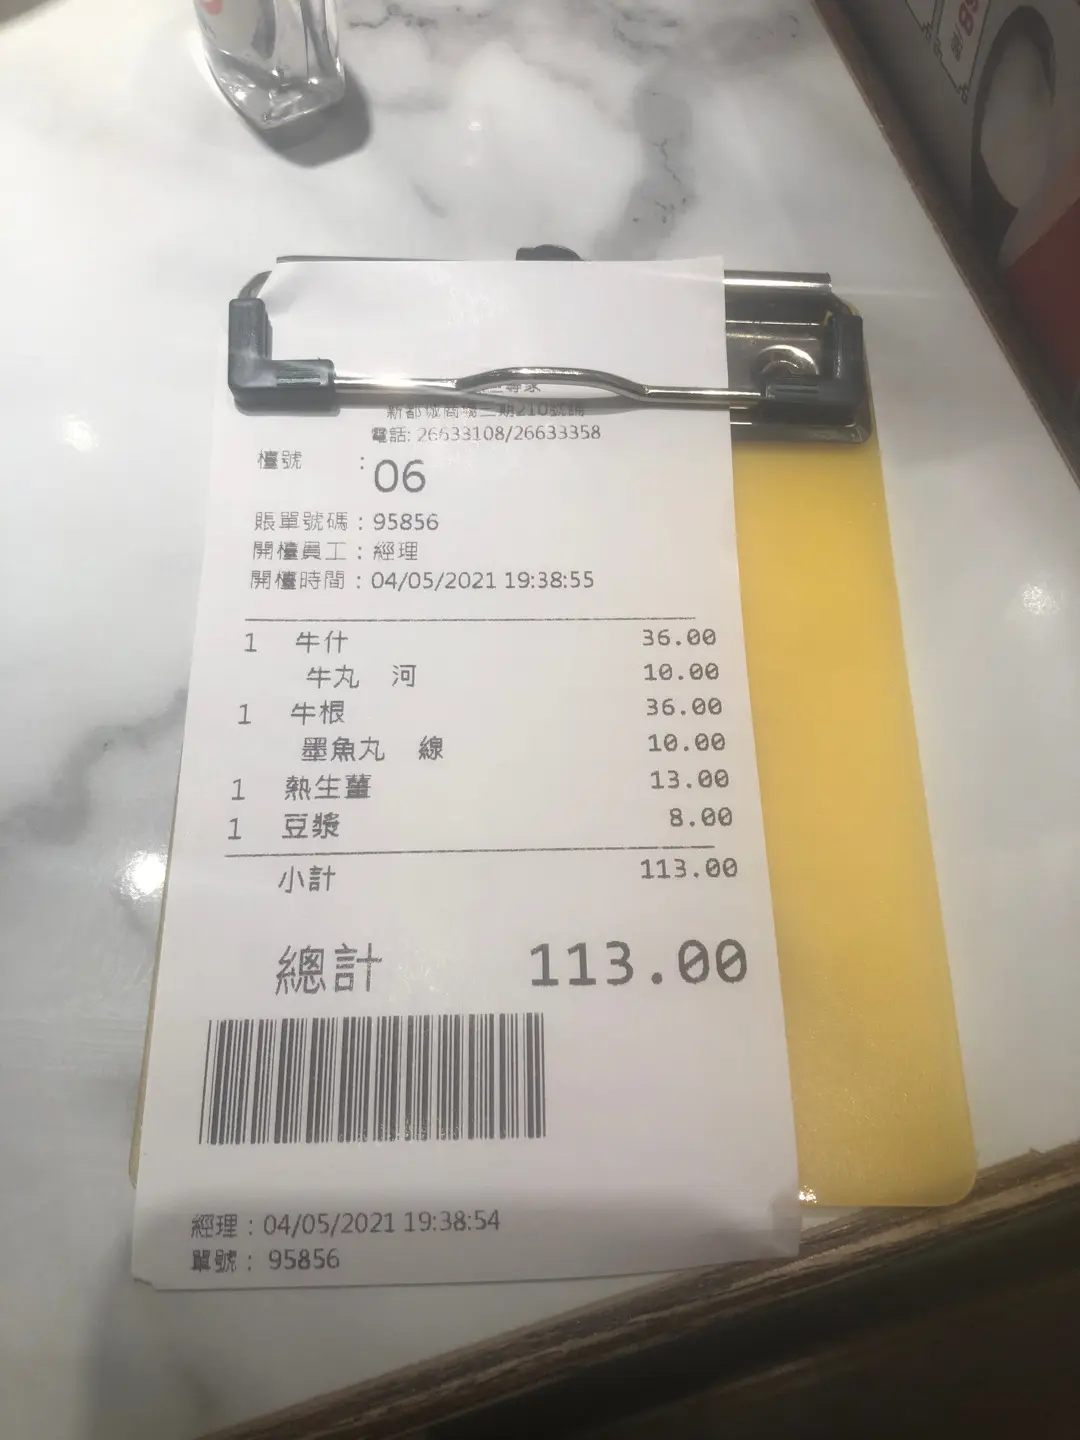 專家
新都城商場二期210號舖
電話: 26633108/26633358
檯號 : 06
賬單號碼 : 95856
開檯員工 : 經理
開檯時間 : 04/05/2021 19:38:55
1 牛什 36.00
牛丸 河 10.00
1 牛根 36.00
墨魚丸 線 10.00
1 熱生薑 13.00
1 豆漿 8.00
小計 113.00
總計 113.00
經理 : 04/05/2021 19:38:54
單號 : 95856